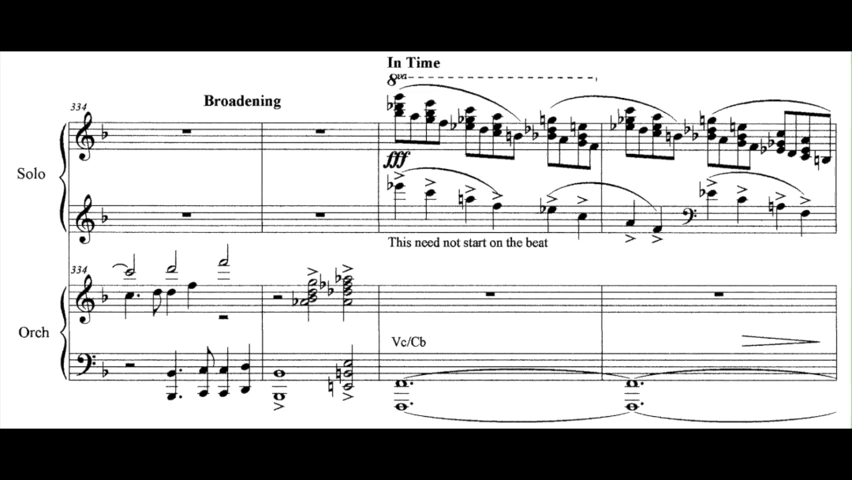 In Time
8va
334
Broadening
Solo
fff
This need not start on the beat
334
Orch
Vc/Cb